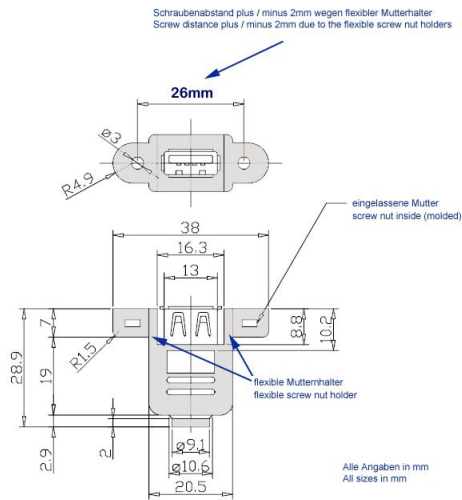 Schraubenabstand plus / minus 2mm wegen flexibler Mutterhalter
Screw distance plus / minus 2mm due to the flexible screw nut holders
26mm
ø3
R4.9
eingelassene Mutter
screw nut inside (molded)
38
16.3
13
7
8.8
10.2
R1.5
28.9
19
flexible Mutternhalter
flexible screw nut holder
2.9
2
ø9.1
ø10.6
20.5
Alle Angaben in mm
All sizes in mm